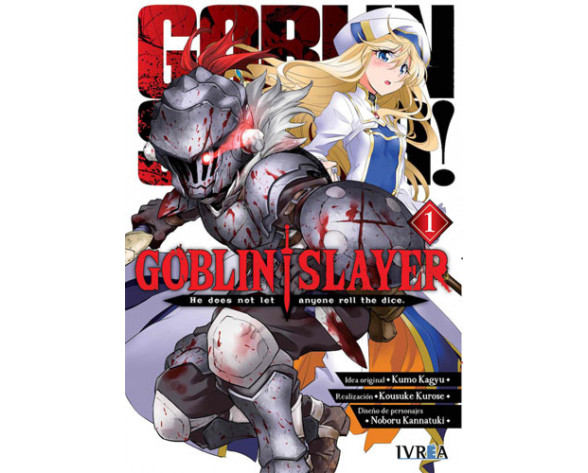 GOBLIN
S
!
1
GOBLIN SLAYER
He does not let anyone roll the dice.
Idea original • Kumo Kagyu
Realización • Kousuke Kurose
Diseño de personajes
• Noboru Kannatuki
IVREA